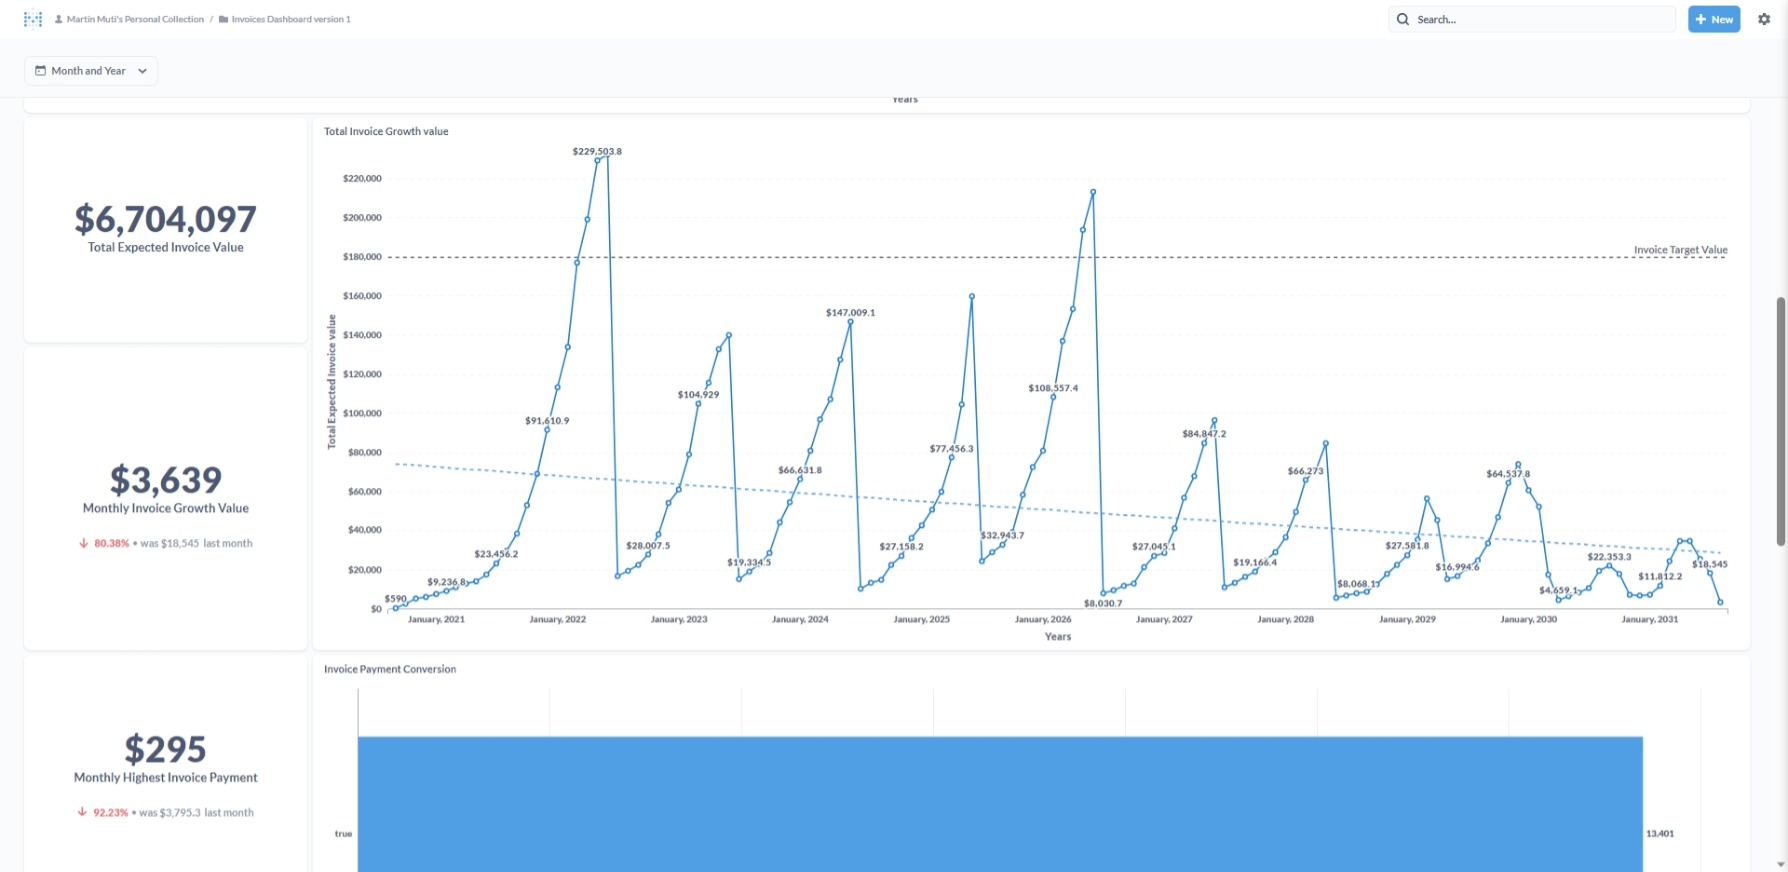 Martin Muti's Personal Collection / Invoices Dashboard version 1
Search...
+ New
Month and Year
Years
$6,704,097
Total Expected Invoice Value
$3,639
Monthly Invoice Growth Value
80.38% • was $18,545 last month
$295
Monthly Highest Invoice Payment
92.23% • was $3,795.3 last month
Total Invoice Growth value
Total Expected Invoice value
$220,000
$200,000
$180,000
$160,000
$140,000
$120,000
$100,000
$80,000
$60,000
$40,000
$20,000
$0
Invoice Target Value
$590
$9,236.8
$23,456.2
$91,610.9
$229,503.8
$28,007.5
$104,929
$19,334.5
$66,631.8
$147,009.1
$27,158.2
$77,456.3
$32,943.7
$108,557.4
$8,030.7
$27,045.1
$84,847.2
$19,166.4
$66,273
$8,068.1
$27,581.8
$16,994.6
$64,537.8
$4,659.1
$22,353.3
$11,812.2
$18,545
January, 2021
January, 2022
January, 2023
January, 2024
January, 2025
January, 2026
January, 2027
January, 2028
January, 2029
January, 2030
January, 2031
Years
Invoice Payment Conversion
true
13,401